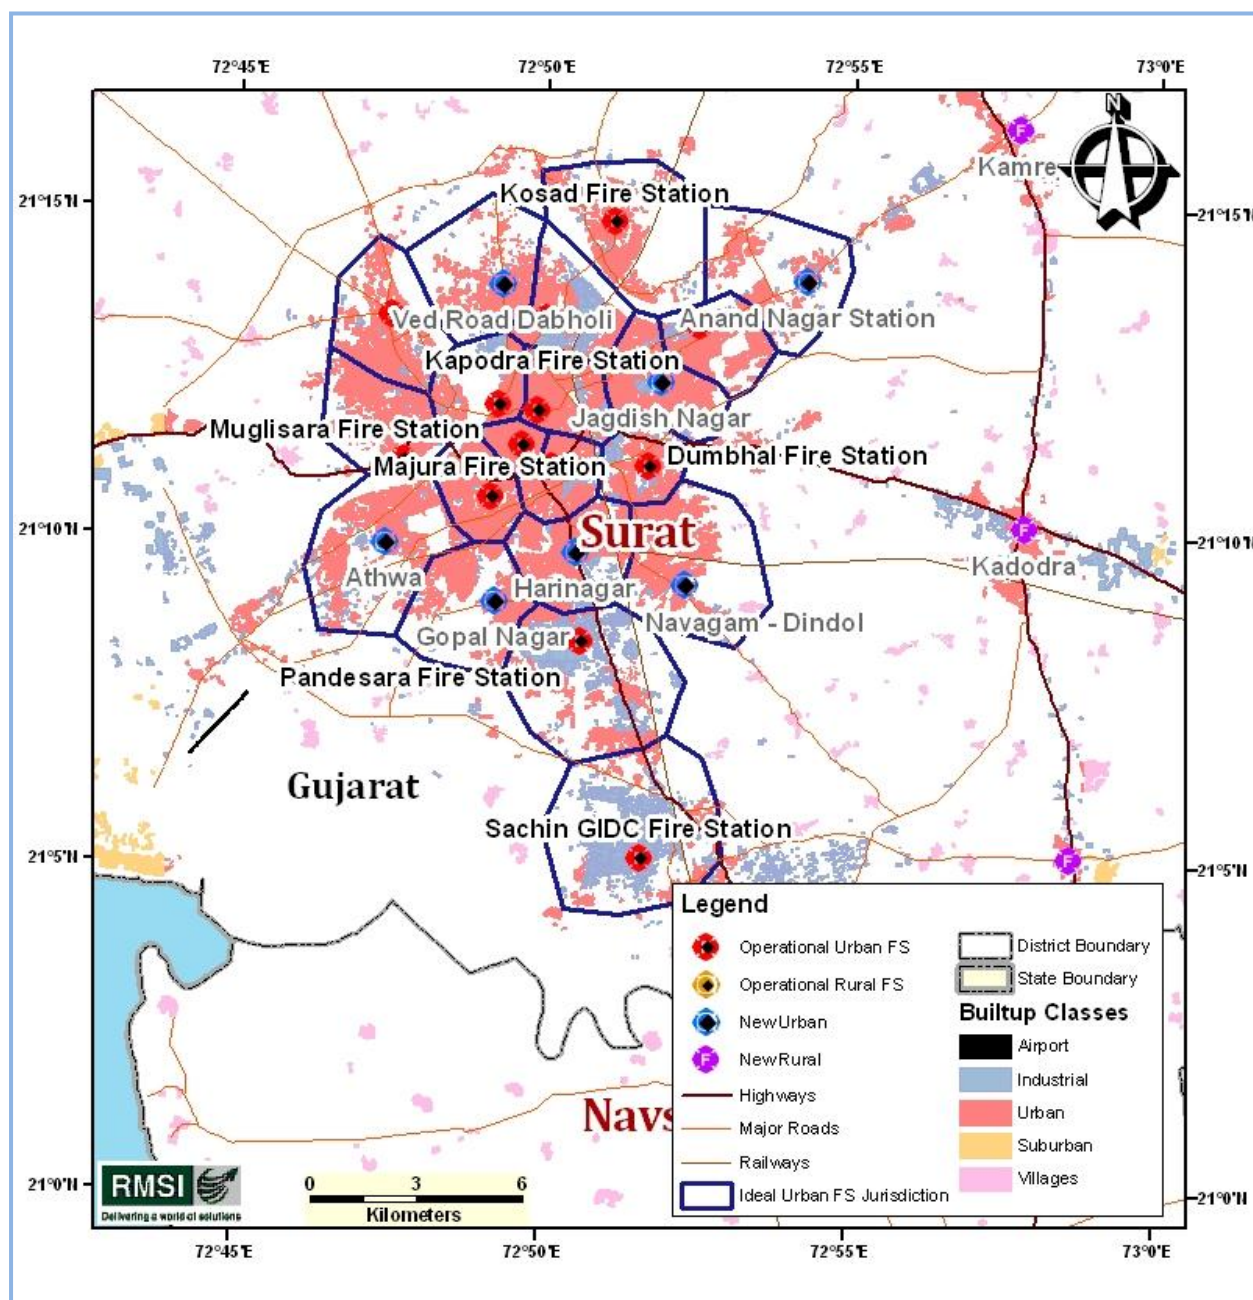 72°45'E 72°50'E 72°55'E 73°0'E
N
F
Kamre
21°15'N
21°15'N
Kosad Fire Station
Ved Road Dabholi
Anand Nagar Station
Kapodra Fire Station
Jagdish Nagar
Muglisara Fire Station
Majura Fire Station
Dumbhal Fire Station
21°10'N
Surat
F
21°10'N
Athwa
Harinagar
Kadodra
Gopal Nagar
Navagam - Dindol
Pandesara Fire Station
Gujarat
Sachin GIDC Fire Station
21°5'N
F
21°5'N
Legend
Operational Urban FS
Operational Rural FS
New Urban
F New Rural
Highways
Major Roads
Railways
Ideal Urban FS Jurisdiction
District Boundary
State Boundary
Builtup Classes
Airport
Industrial
Urban
Suburban
Villages
Navs
21°0'N
21°0'N
RMSI
Delivering a world of solutions
0 3 6
Kilometers
72°45'E 72°50'E 72°55'E 73°0'E